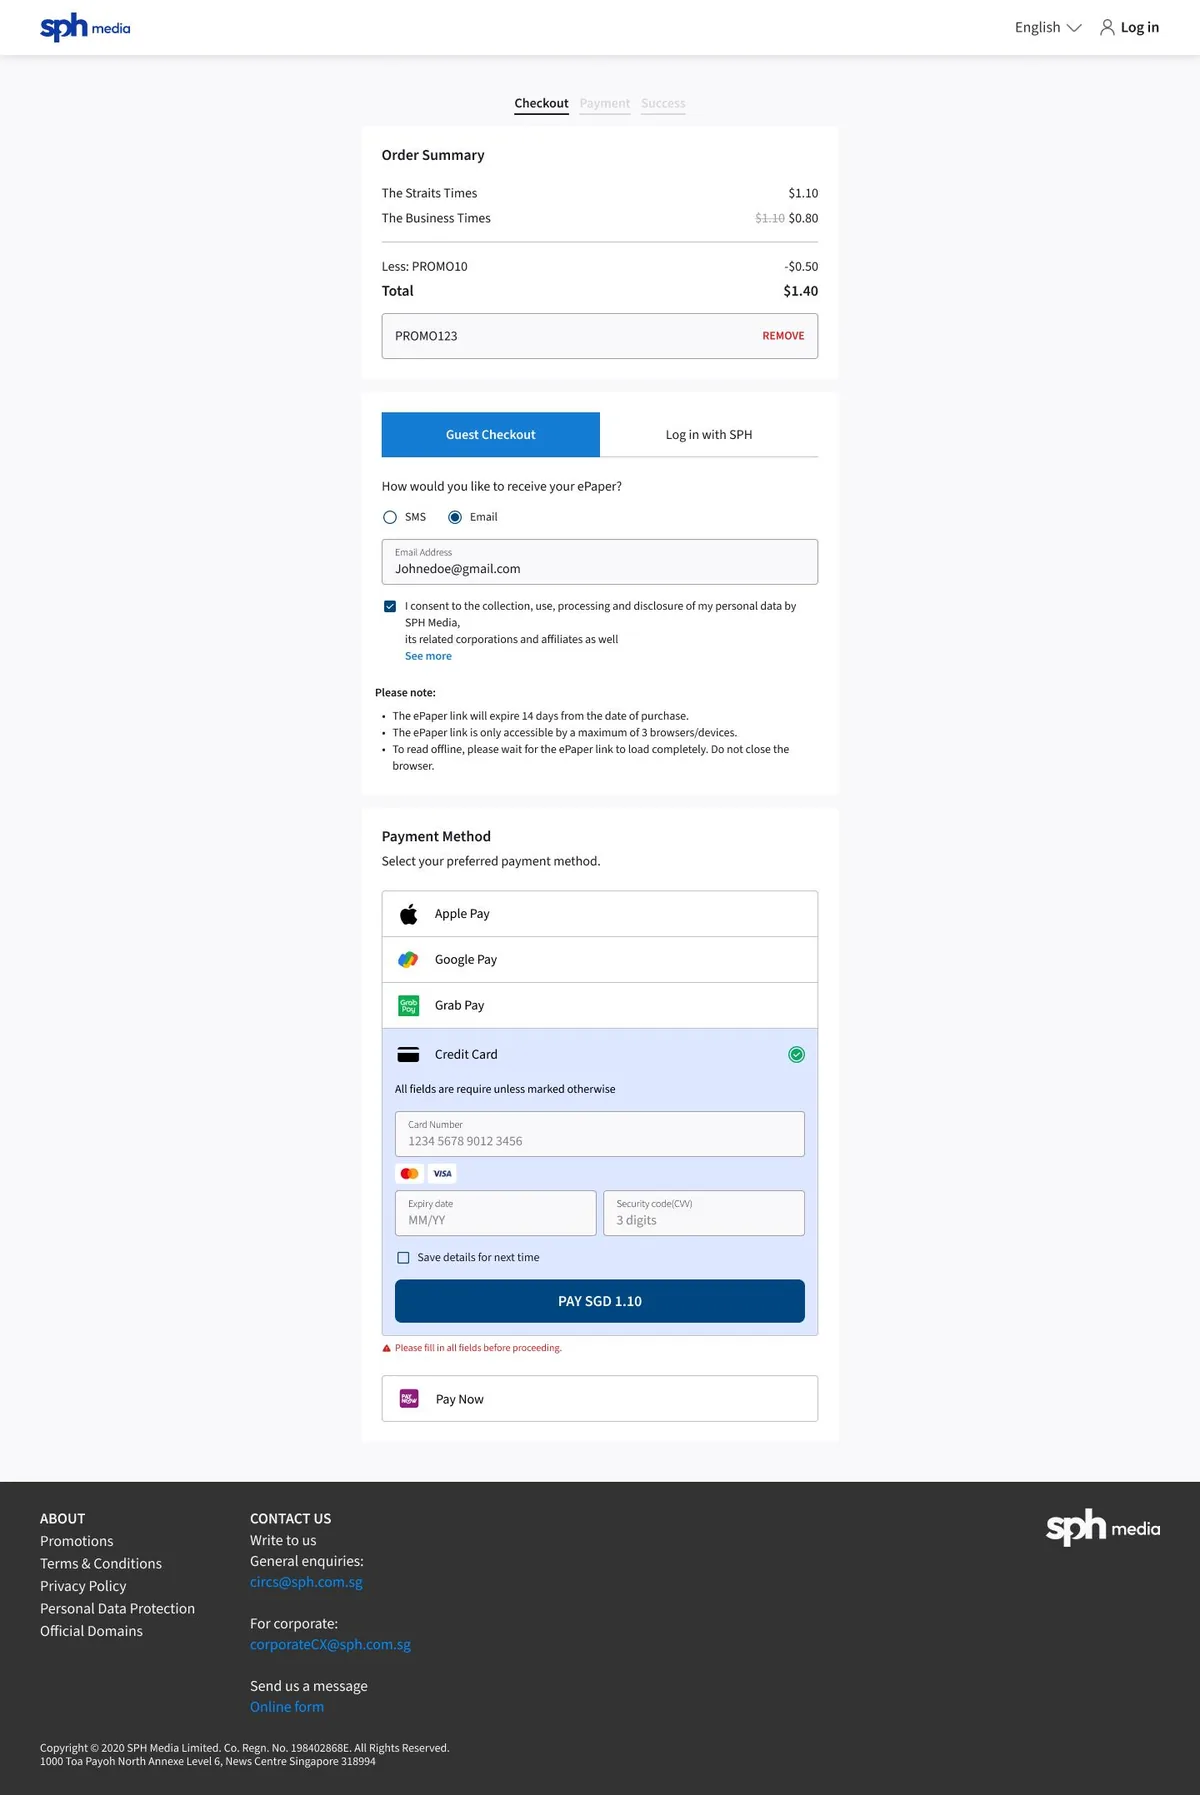 sph media
English
Log in
Checkout Payment Success
Order Summary
The Straits Times $1.10
The Business Times $1.10 $0.80
Less: PROMO10 -$0.50
Total $1.40
PROMO123 REMOVE
Guest Checkout Log in with SPH
How would you like to receive your ePaper?
SMS Email
Email Address
Johnedoe@gmail.com
I consent to the collection, use, processing and disclosure of my personal data by
SPH Media,
its related corporations and affiliates as well
See more
Please note:
• The ePaper link will expire 14 days from the date of purchase.
• The ePaper link is only accessible by a maximum of 3 browsers/devices.
• To read offline, please wait for the ePaper link to load completely. Do not close the
browser.
Payment Method
Select your preferred payment method.
Apple Pay
Google Pay
Grab Pay Grab Pay
Credit Card
All fields are require unless marked otherwise
Card Number
1234 5678 9012 3456
VISA
Expiry date Security code(CVV)
MM/YY 3 digits
Save details for next time
PAY SGD 1.10
Please fill in all fields before proceeding.
PAY NOW Pay Now
ABOUT
Promotions
Terms & Conditions
Privacy Policy
Personal Data Protection
Official Domains
CONTACT US
Write to us
General enquiries:
circs@sph.com.sg
For corporate:
corporateCX@sph.com.sg
Send us a message
Online form
sph media
Copyright © 2020 SPH Media Limited. Co. Regn. No. 198402868E. All Rights Reserved.
1000 Toa Payoh North Annexe Level 6, News Centre Singapore 318994